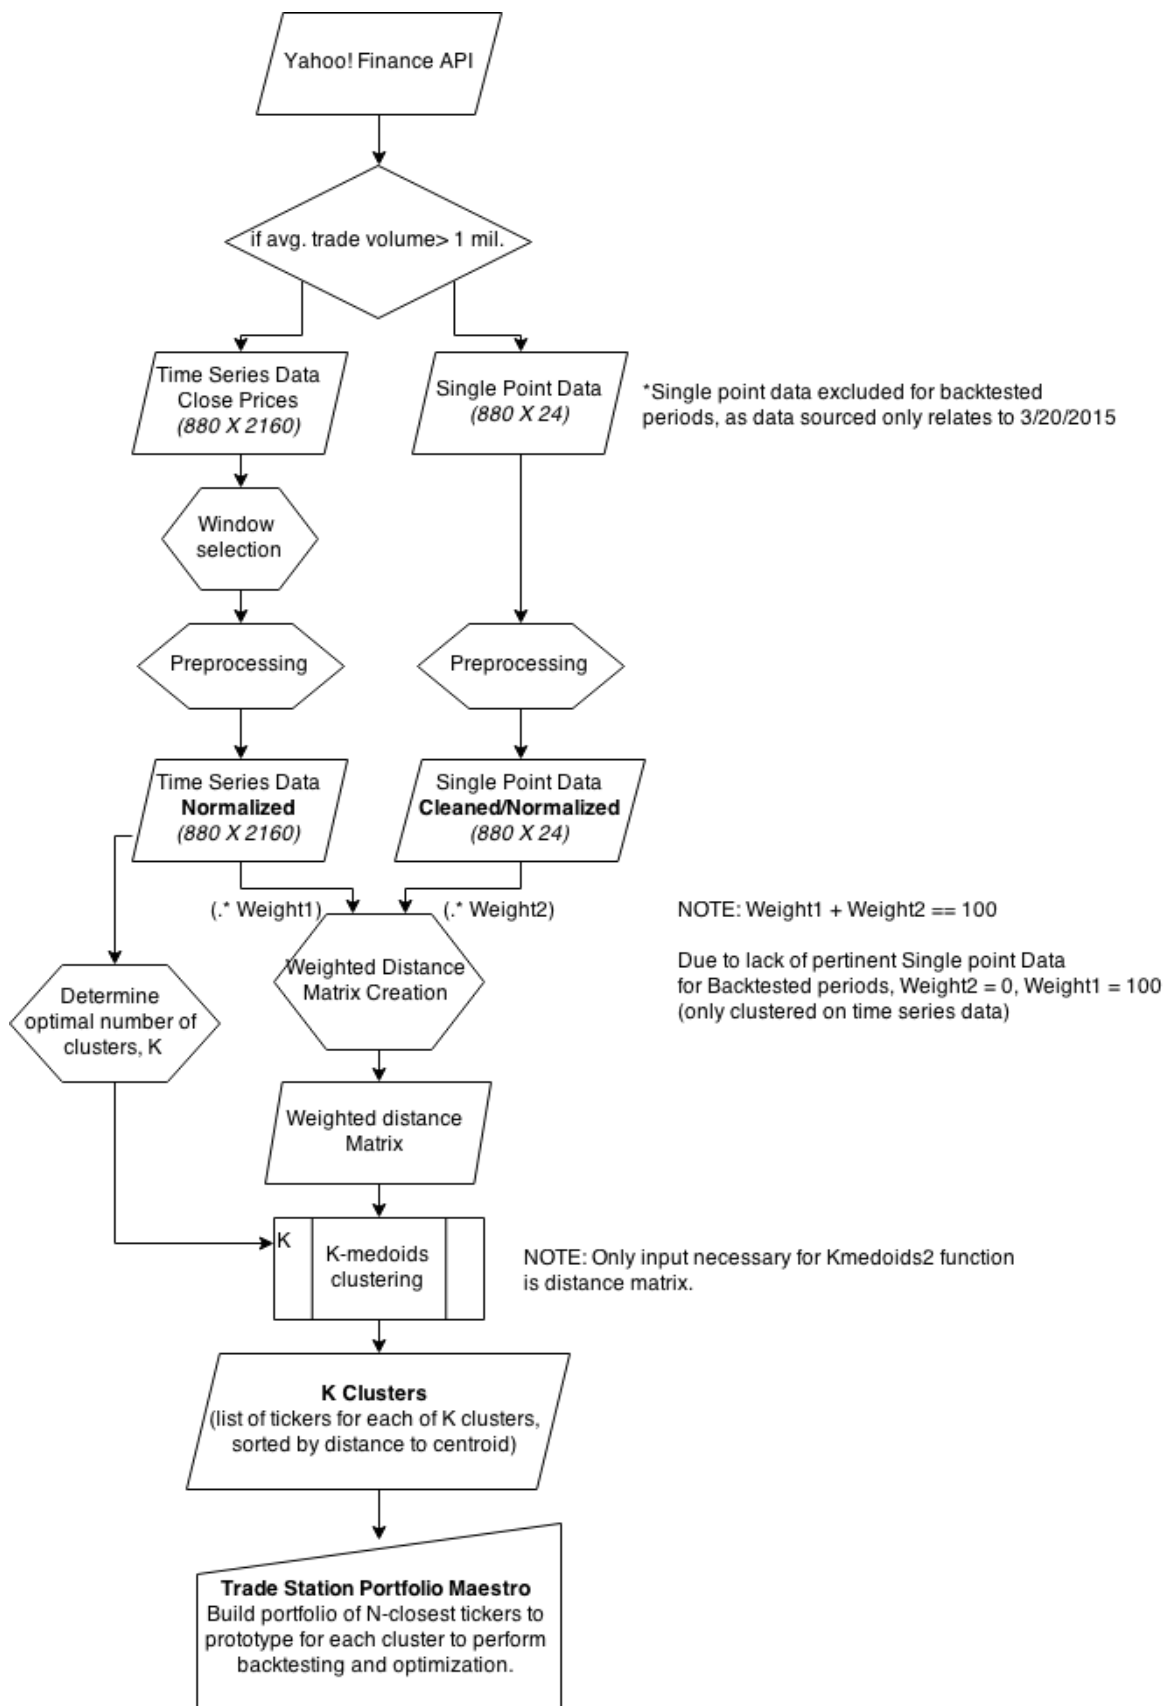 Yahoo! Finance API
if avg. trade volume> 1 mil.
Time Series Data
Close Prices
(880 X 2160)
Single Point Data
(880 X 24)
*Single point data excluded for backtested
periods, as data sourced only relates to 3/20/2015
Window
selection
Preprocessing
Preprocessing
Time Series Data
Normalized
(880 X 2160)
Single Point Data
Cleaned/Normalized
(880 X 24)
(.* Weight1)
(.* Weight2)
NOTE: Weight1 + Weight2 == 100
Due to lack of pertinent Single point Data
for Backtested periods, Weight2 = 0, Weight1 = 100
(only clustered on time series data)
Weighted Distance
Matrix Creation
Determine
optimal number of
clusters, K
Weighted distance
Matrix
K
K-medoids
clustering
NOTE: Only input necessary for Kmedoids2 function
is distance matrix.
K Clusters
(list of tickers for each of K clusters,
sorted by distance to centroid)
Trade Station Portfolio Maestro
Build portfolio of N-closest tickers to
prototype for each cluster to perform
backtesting and optimization.